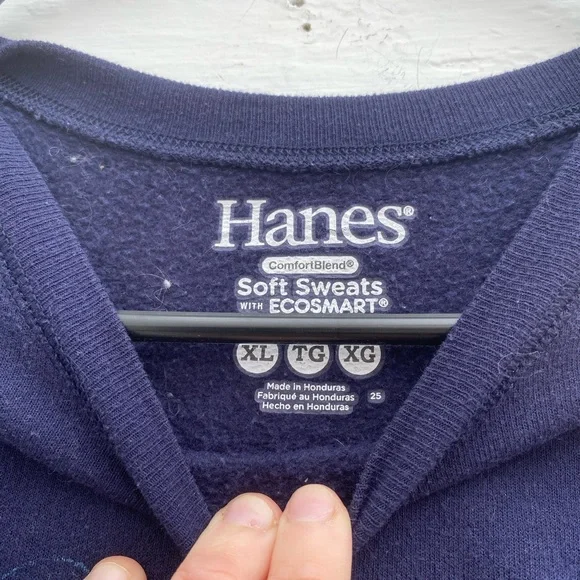 Hanes®
ComfortBlend®
Soft Sweats
WITH ECOSMART®
XL TG XG
Made in Honduras
Fabriqué au Honduras 25
Hecho en Honduras